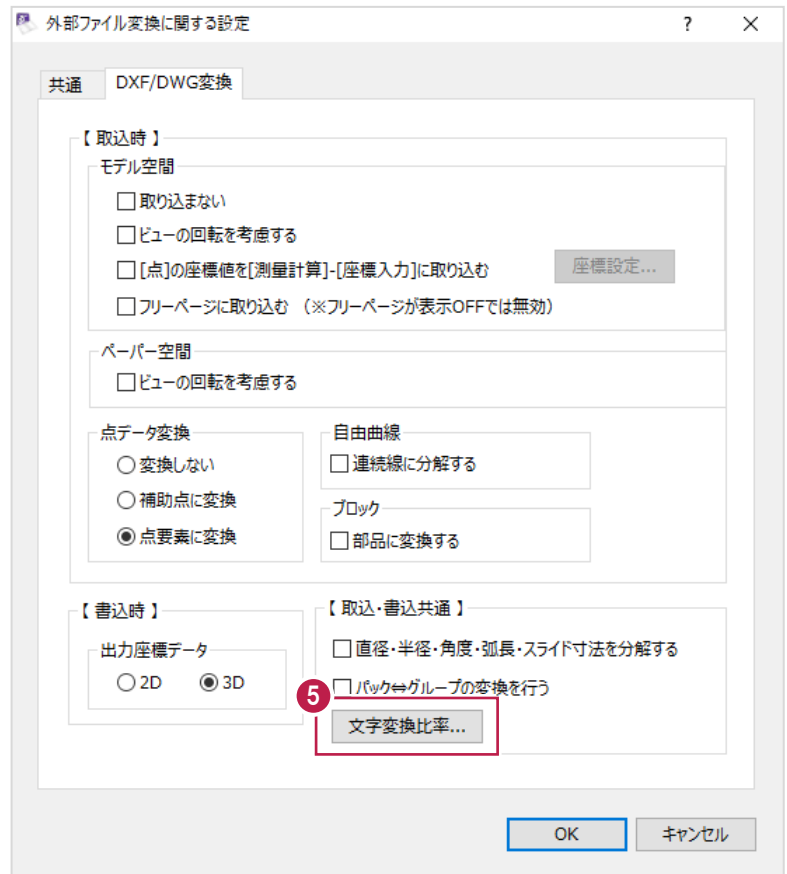 外部ファイル変換に関する設定
?
共通
DXF/DWG変換
【 取込時 】
モデル空間
取り込まない
ビューの回転を考慮する
[点]の座標値を[測量計算]-[座標入力]に取り込む
座標設定...
フリーページに取り込む （※フリーページが表示OFFでは無効）
ペーパー空間
ビューの回転を考慮する
点データ変換
変換しない
補助点に変換
点要素に変換
自由曲線
連続線に分解する
ブロック
部品に変換する
【 書込時 】
出力座標データ
2D
3D
【 取込・書込共通 】
直径・半径・角度・弧長・スライド寸法を分解する
パック⇔グループの変換を行う
5
文字変換比率...
OK
キャンセル